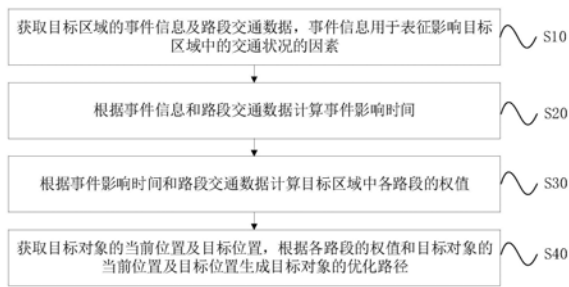 获取目标区域的事件信息及路段交通数据，事件信息用于表征影响目标
区域中的交通状况的因素
S10
根据事件信息和路段交通数据计算事件影响时间
S20
根据事件影响时间和路段交通数据计算目标区域中各路段的权值
S30
获取目标对象的当前位置及目标位置，根据各路段的权值和目标对象的
当前位置及目标位置生成目标对象的优化路径
S40